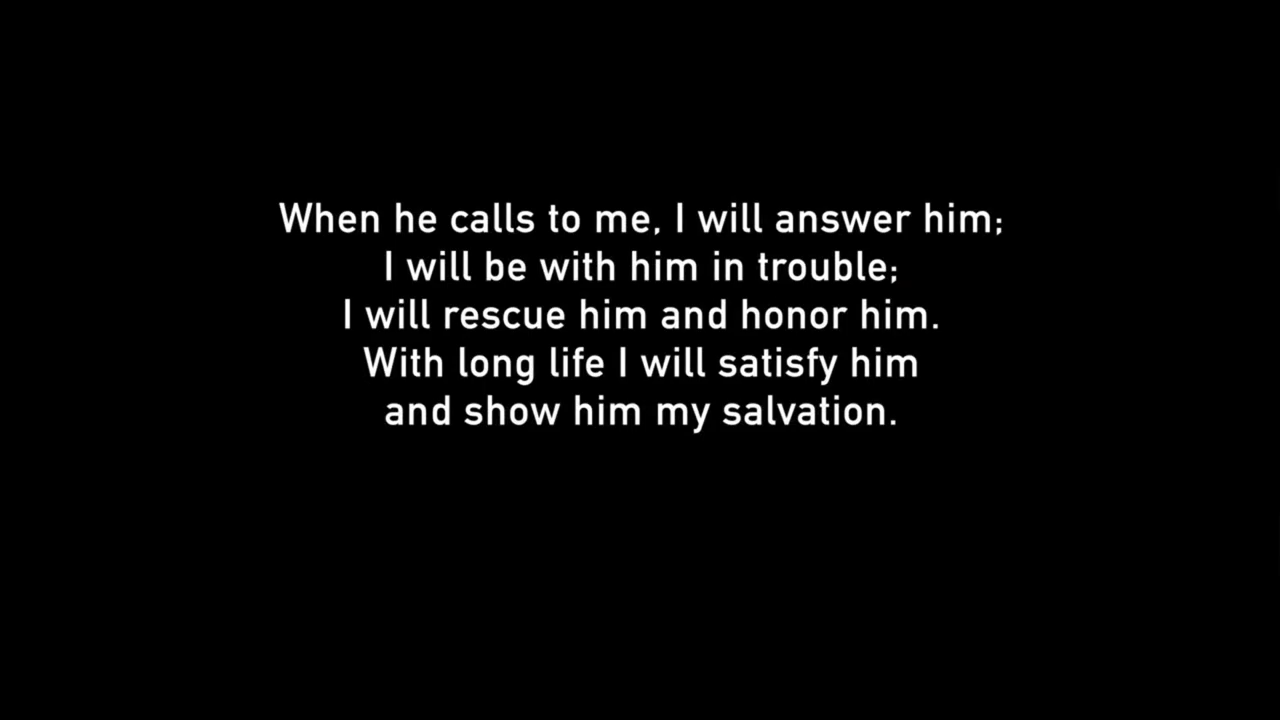 When he calls to me, I will answer him;
I will be with him in trouble;
I will rescue him and honor him.
With long life I will satisfy him
and show him my salvation.